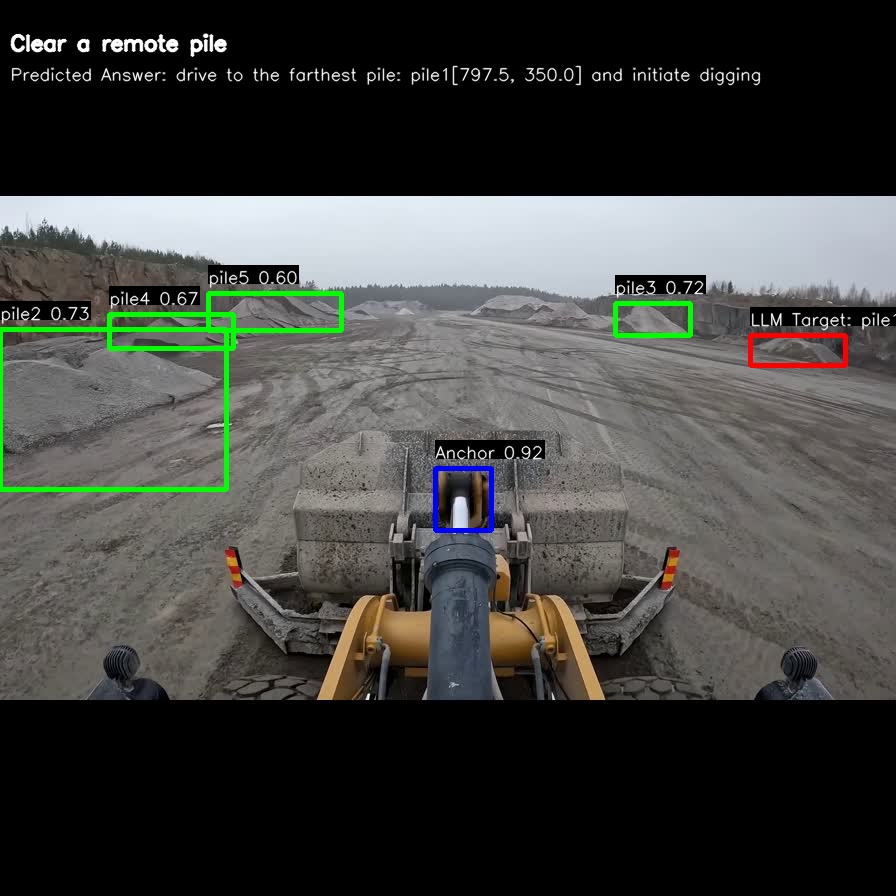 Clear a remote pile
Predicted Answer: drive to the farthest pile: pile1[797.5, 350.0] and initiate digging
pile5 0.60
pile3 0.72
pile4 0.67
pile2 0.73
LLM Target: pile1
Anchor 0.92